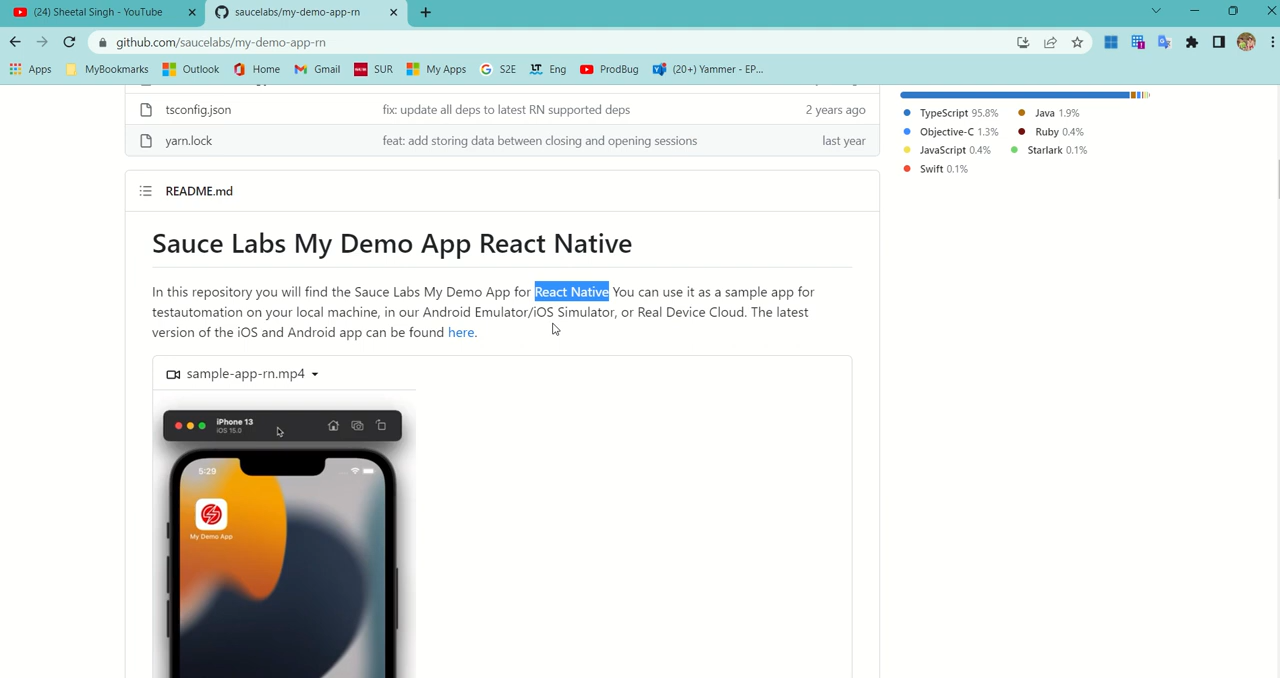 (24) Sheetal Singh - YouTube
saucelabs/my-demo-app-rn
github.com/saucelabs/my-demo-app-rn
Apps MyBookmarks Outlook Home Gmail SUR My Apps S2E Eng ProdBug (20+) Yammer - EP...
tsconfig.json fix: update all deps to latest RN supported deps 2 years ago
yarn.lock feat: add storing data between closing and opening sessions last year
TypeScript 95.8% Java 1.9%
Objective-C 1.3% Ruby 0.4%
JavaScript 0.4% Starlark 0.1%
Swift 0.1%
README.md
Sauce Labs My Demo App React Native
In this repository you will find the Sauce Labs My Demo App for React Native You can use it as a sample app for
testautomation on your local machine, in our Android Emulator/iOS Simulator, or Real Device Cloud. The latest
version of the iOS and Android app can be found here.
sample-app-rn.mp4
iPhone 13
iOS 15.0
5:29
My Demo App